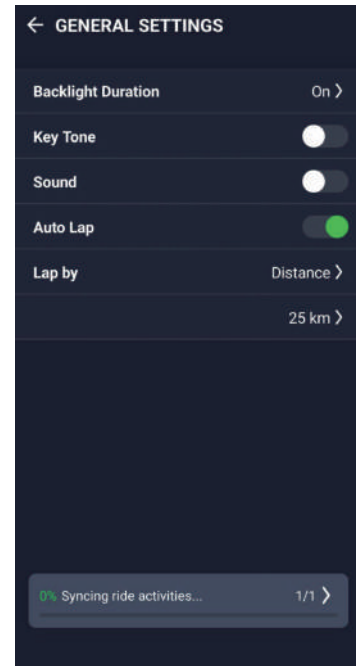 ← GENERAL SETTINGS
Backlight Duration On >
Key Tone
Sound
Auto Lap
Lap by Distance >
25 km >
0% Syncing ride activities... 1/1 >